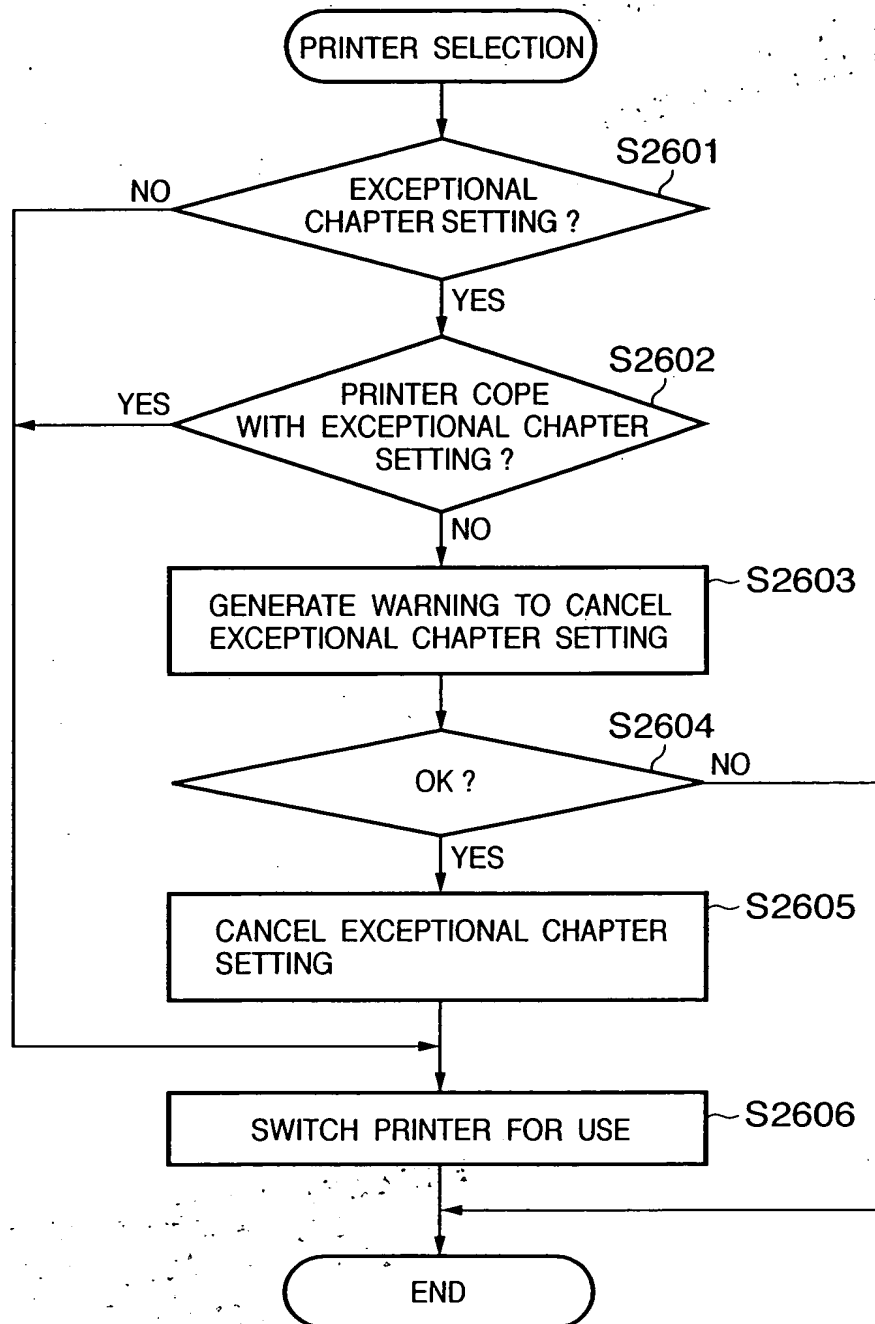 PRINTER SELECTION
S2601
NO
EXCEPTIONAL
CHAPTER SETTING ?
YES
S2602
YES
PRINTER COPE
WITH EXCEPTIONAL CHAPTER
SETTING ?
NO
S2603
GENERATE WARNING TO CANCEL
EXCEPTIONAL CHAPTER SETTING
S2604
OK ?
NO
YES
S2605
CANCEL EXCEPTIONAL CHAPTER
SETTING
S2606
SWITCH PRINTER FOR USE
END